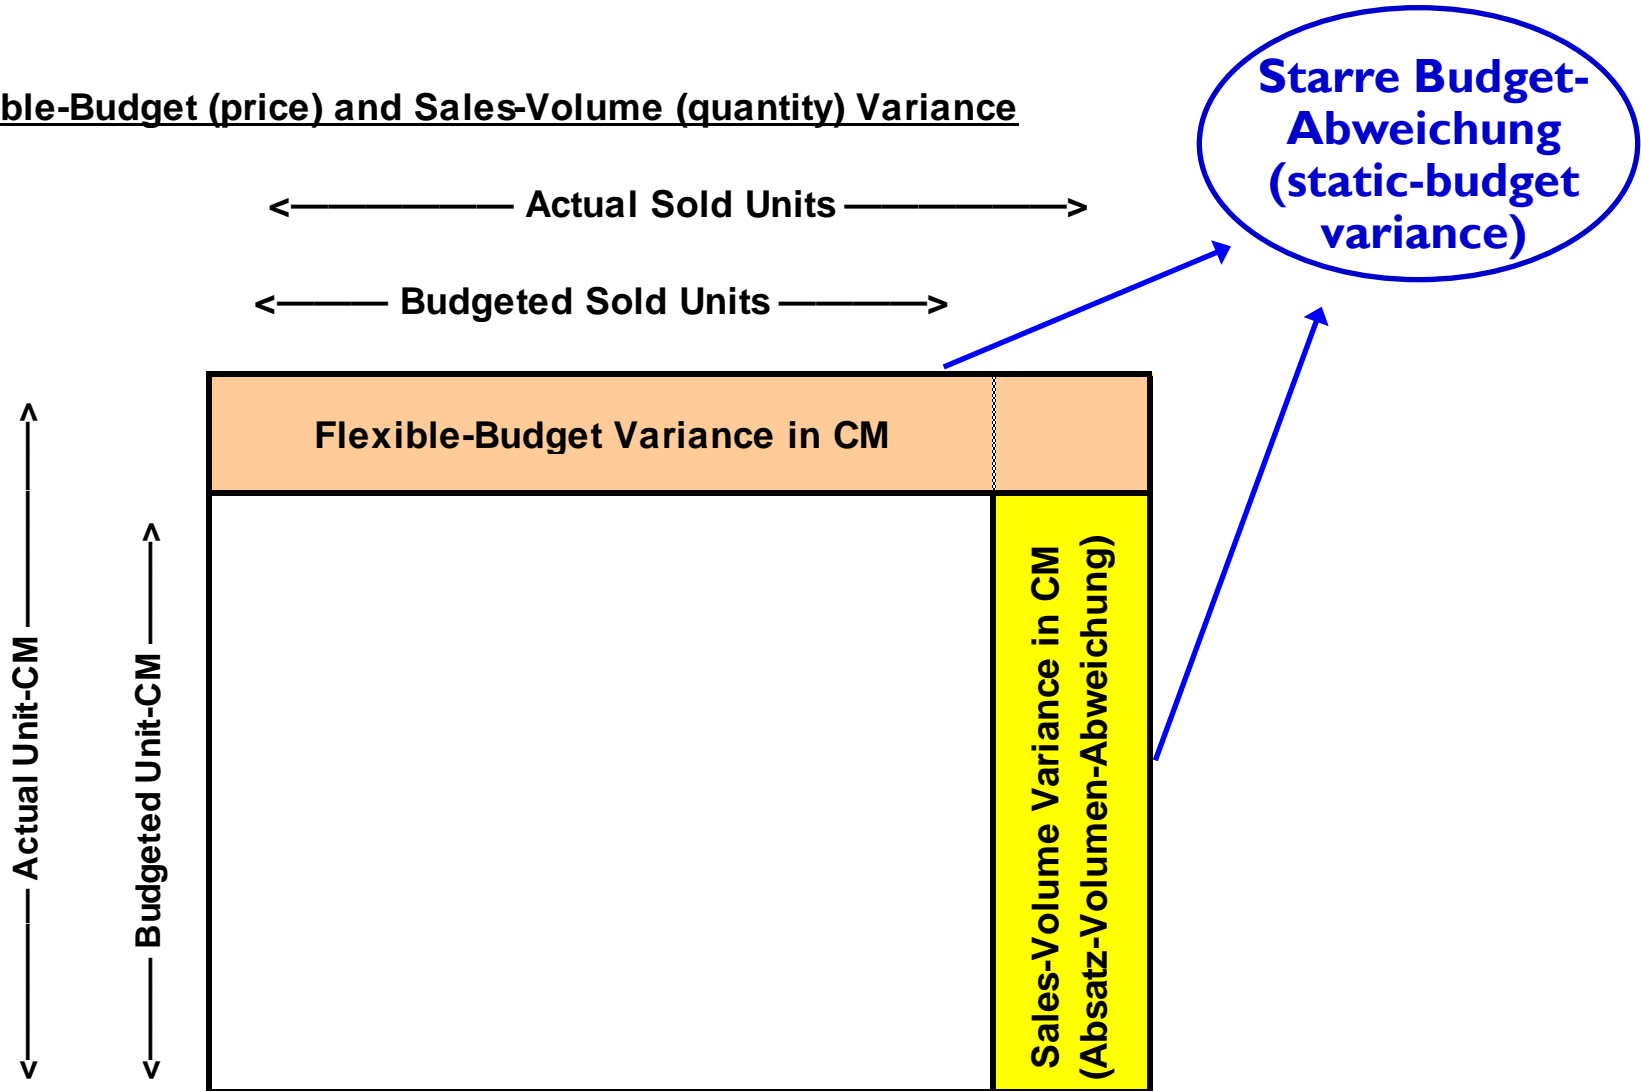 ble-Budget (price) and Sales-Volume (quantity) Variance
Starre Budget-
Abweichung
(static-budget
variance)
Actual Sold Units
Budgeted Sold Units
Flexible-Budget Variance in CM
Actual Unit-CM
Budgeted Unit-CM
Sales-Volume Variance in CM
(Absatz-Volumen-Abweichung)